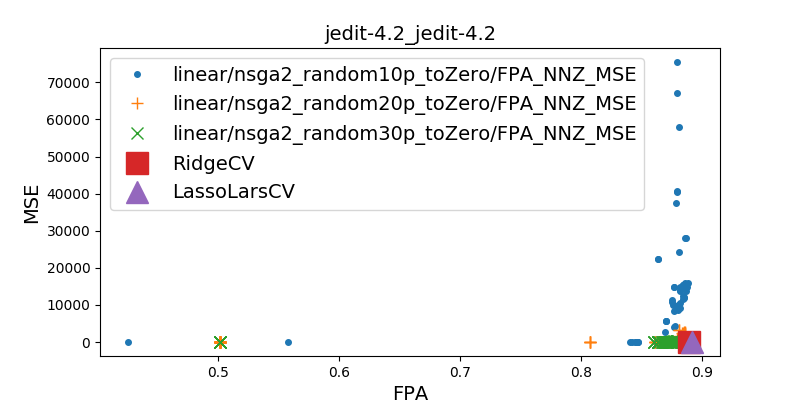 jedit-4.2_jedit-4.2
linear/nsga2_random10p_toZero/FPA_NNZ_MSE
linear/nsga2_random20p_toZero/FPA_NNZ_MSE
linear/nsga2_random30p_toZero/FPA_NNZ_MSE
RidgeCV
LassoLarsCV
MSE
70000
60000
50000
40000
30000
20000
10000
0
0.5
0.6
0.7
0.8
0.9
FPA